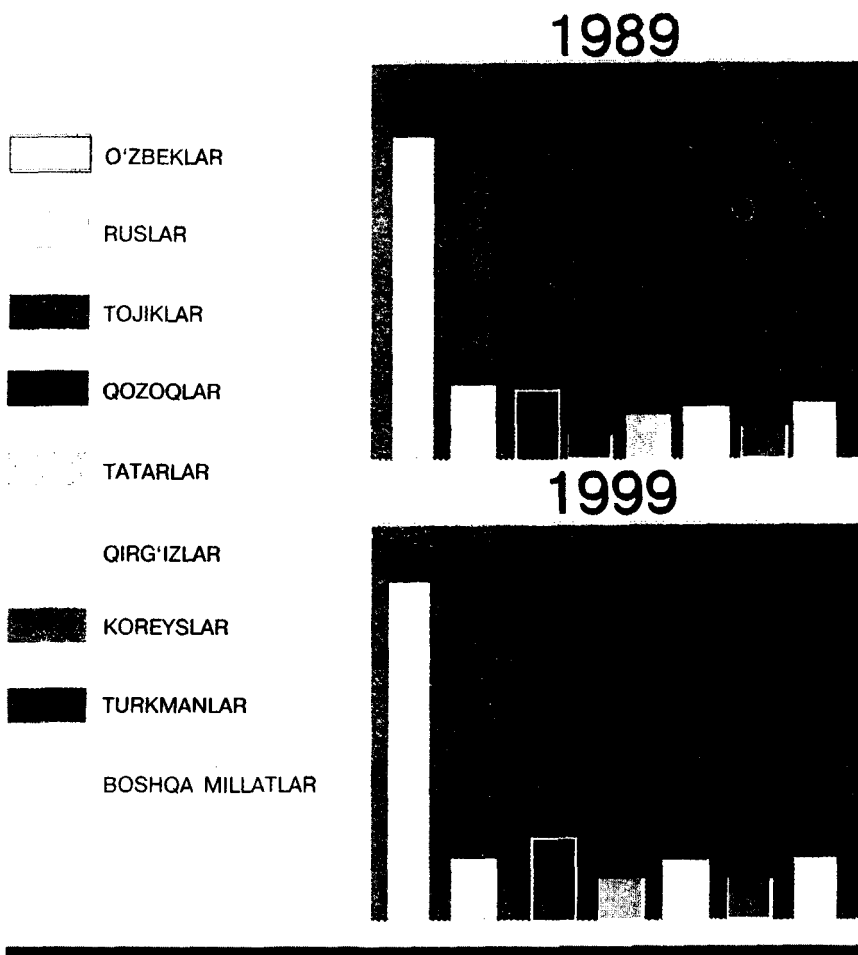 1989
O'ZBEKLAR
RUSLAR
TOJIKLAR
QOZOQLAR
TATARLAR
QIRG'IZLAR
KOREYSLAR
TURKMANLAR
BOSHQA MILLATLAR
1999